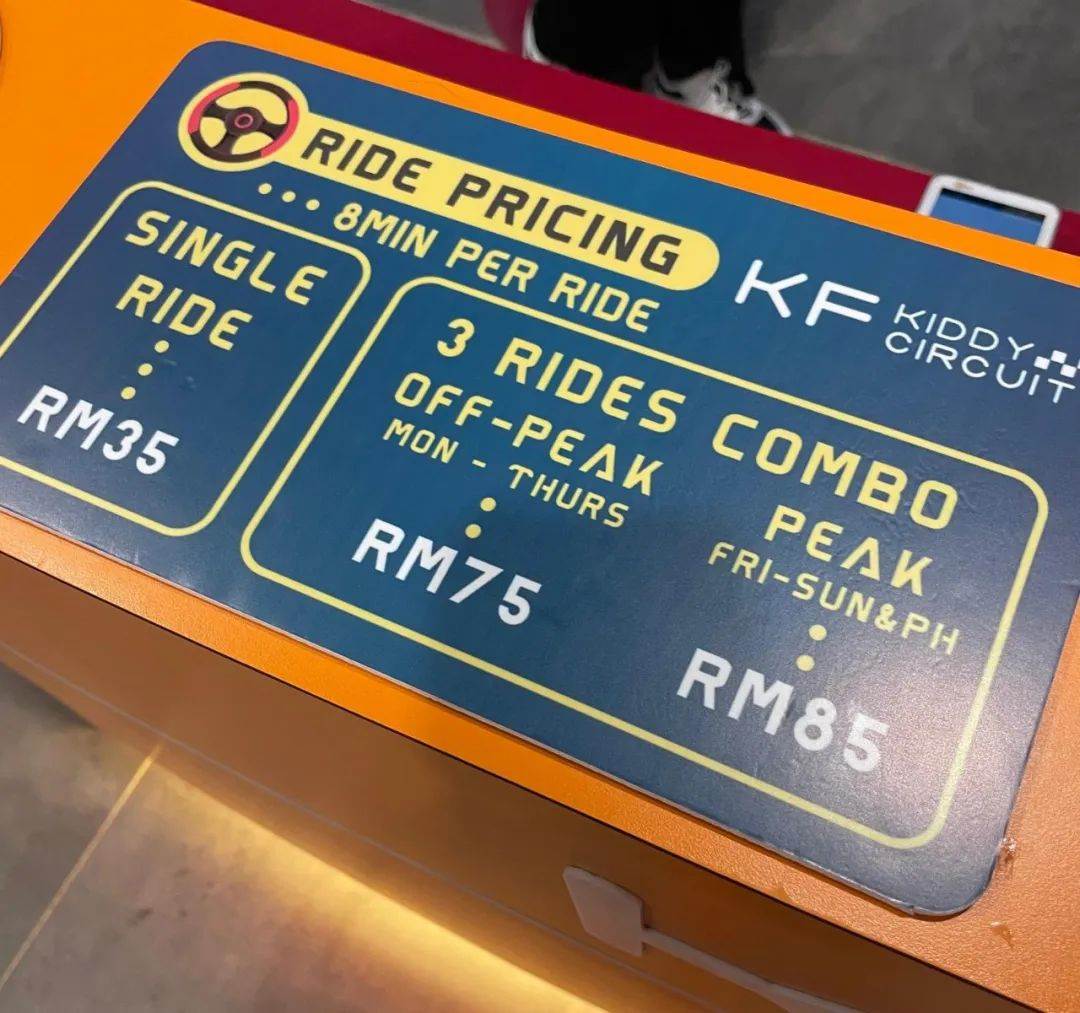 RIDE PRICING
8MIN PER RIDE
KF KIDDY
CIRCUIT
SINGLE
RIDE
RM35
3 RIDES COMBO
OFF-PEAK
MON - THURS
RM75
PEAK
FRI-SUN&PH
RM85